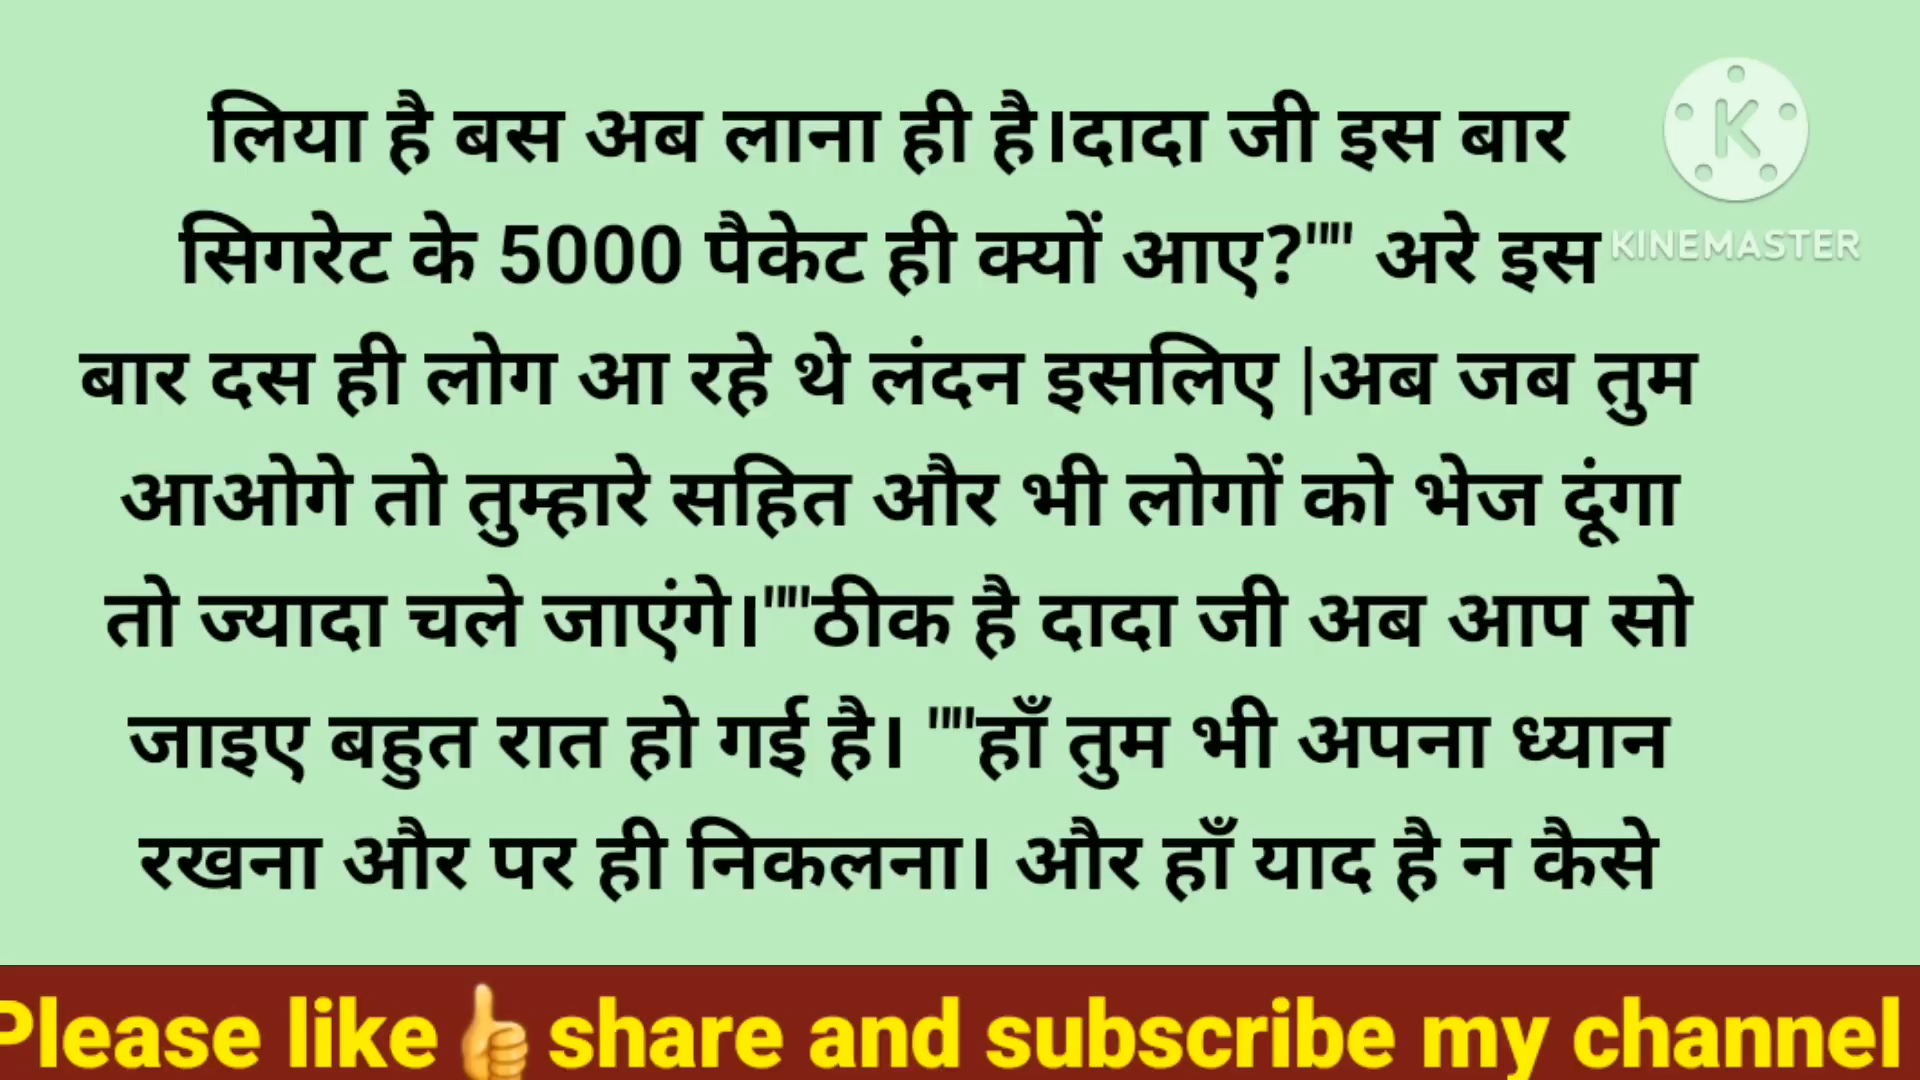 लिया है बस अब लाना ही है।दादा जी इस बार
सिगरेट के 5000 पैकेट ही क्यों आए?"" अरे इस
बार दस ही लोग आ रहे थे लंदन इसलिए |अब जब तुम
आओगे तो तुम्हारे सहित और भी लोगों को भेज दूंगा
तो ज्यादा चले जाएंगे।""ठीक है दादा जी अब आप सो
जाइए बहुत रात हो गई है। ""हाँ तुम भी अपना ध्यान
रखना और पर ही निकलना। और हाँ याद है न कैसे
K
KINEMASTER
Please like 👍 share and subscribe my channel